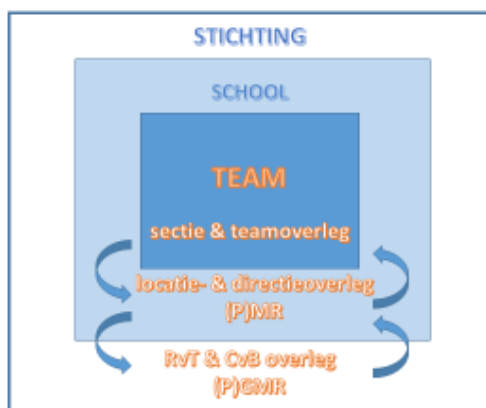 STICHTING
SCHOOL
TEAM
sectie & teamoverleg
locatie- & directieoverleg
(P)MR
RvT & CvB overleg
(P)GMR